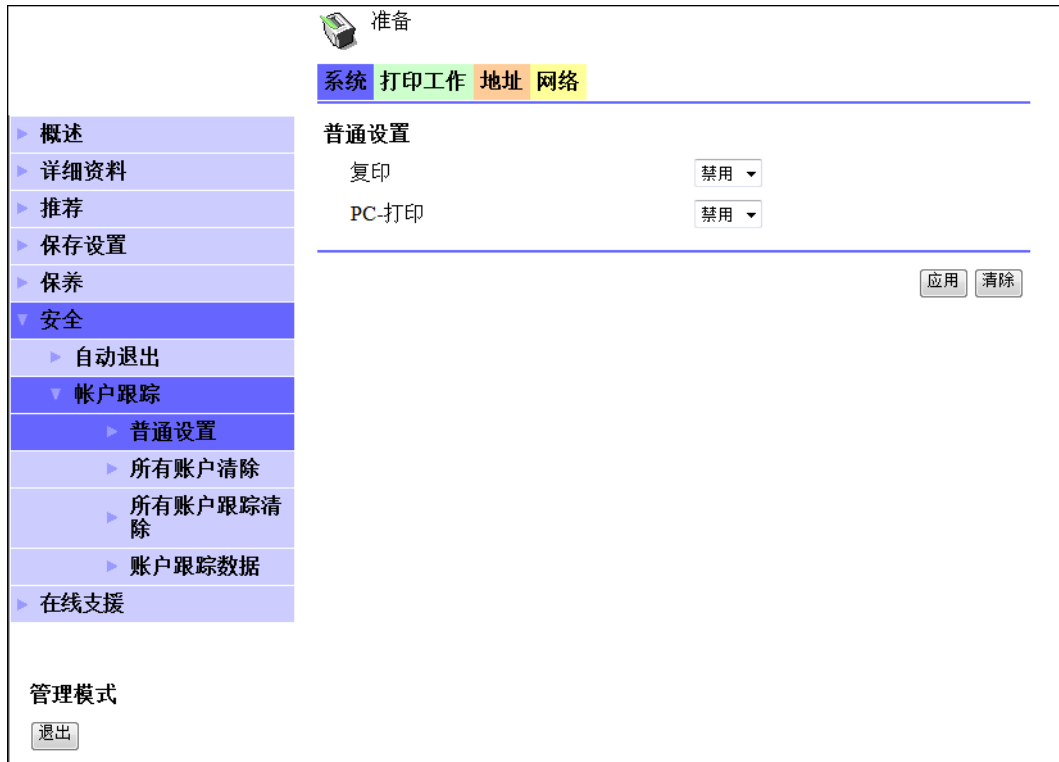 准备
系统 打印工作 地址 网络
概述
详细资料
推荐
保存设置
保养
安全
自动退出
帐户跟踪
普通设置
所有账户清除
所有账户跟踪清
除
账户跟踪数据
在线支援
管理模式
退出
普通设置
复印 禁用
PC-打印 禁用
应用 清除